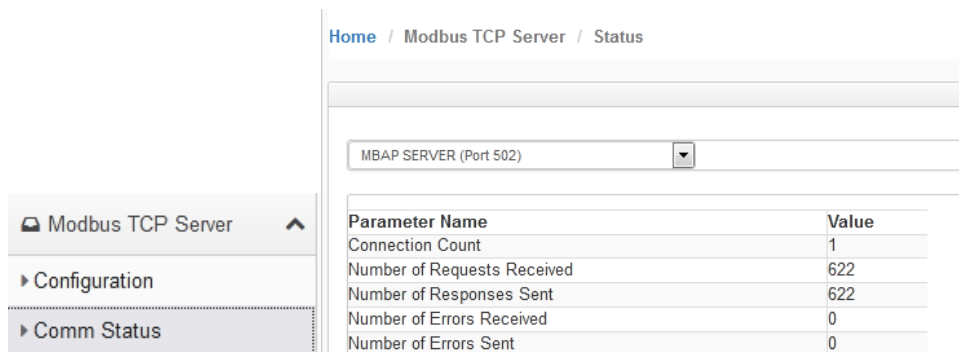 Home / Modbus TCP Server / Status
MBAP SERVER (Port 502)
Modbus TCP Server
Configuration
Comm Status
Parameter Name Value
Connection Count 1
Number of Requests Received 622
Number of Responses Sent 622
Number of Errors Received 0
Number of Errors Sent 0